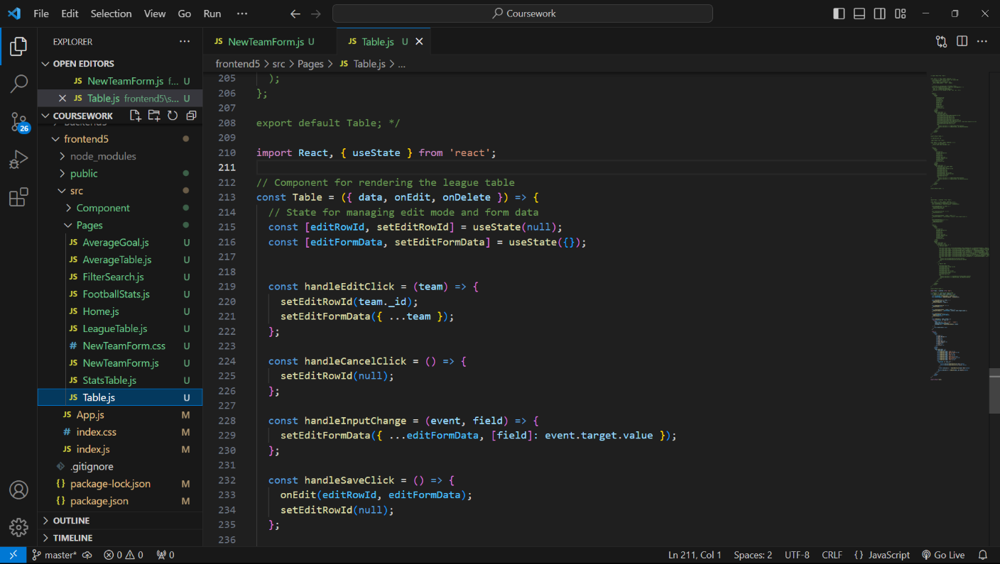 File Edit Selection View Go Run ··· Coursework
EXPLORER ···
OPEN EDITORS
JS NewTeamForm.js f... U
JS Table.js frontend5\s... U
COURSEWORK
frontend5
node_modules
public
src
Component
Pages
JS AverageGoal.js U
JS AverageTable.js U
JS FilterSearch.js U
JS FootballStats.js U
JS Home.js U
JS LeagueTable.js U
# NewTeamForm.css U
JS NewTeamForm.js U
JS StatsTable.js U
JS Table.js U
JS App.js M
# index.css M
JS index.js M
.gitignore
{} package-lock.json M
{} package.json M
OUTLINE
TIMELINE
26
JS NewTeamForm.js U JS Table.js U
frontend5 > src > Pages > JS Table.js > ...
205 );
206 };
207
208 export default Table; */
209
210 import React, { useState } from 'react';
211
212 // Component for rendering the league table
213 const Table = ({ data, onEdit, onDelete }) => {
214 // State for managing edit mode and form data
215 const [editRowId, setEditRowId] = useState(null);
216 const [editFormData, setEditFormData] = useState({});
217
218
219 const handleEditClick = (team) => {
220 setEditRowId(team._id);
221 setEditFormData({ ...team });
222 };
223
224 const handleCancelClick = () => {
225 setEditRowId(null);
226 };
227
228 const handleInputChange = (event, field) => {
229 setEditFormData({ ...editFormData, [field]: event.target.value });
230 };
231
232 const handleSaveClick = () => {
233 onEdit(editRowId, editFormData);
234 setEditRowId(null);
235 };
236
master* 0 0 0 Ln 211, Col 1 Spaces: 2 UTF-8 CRLF {} JavaScript Go Live